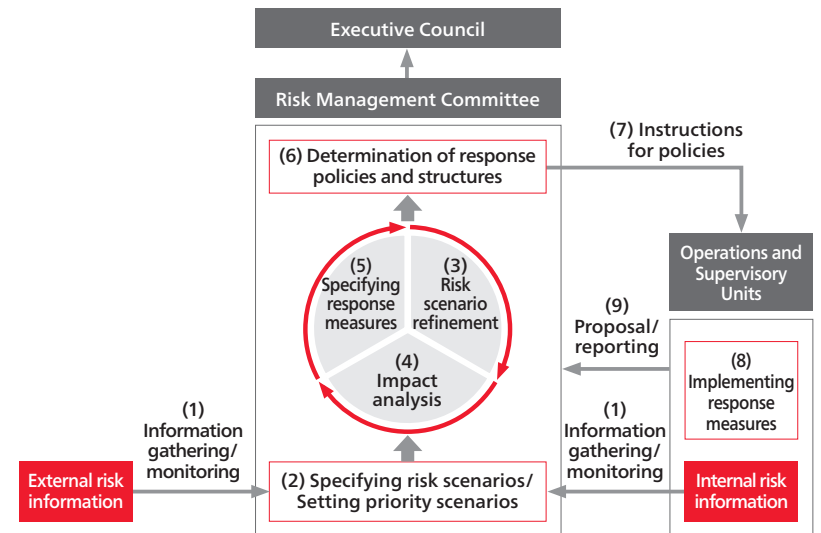 Executive Council
Risk Management Committee
(6) Determination of response
policies and structures
(7) Instructions
for policies
Operations and
Supervisory
Units
(5)
Specifying
response
measures
(3)
Risk
scenario
refinement
(4)
Impact
analysis
(9)
Proposal/
reporting
(8)
Implementing
response
measures
(1)
Information
gathering/
monitoring
(1)
Information
gathering/
monitoring
External risk
information
(2) Specifying risk scenarios/
Setting priority scenarios
Internal risk
information